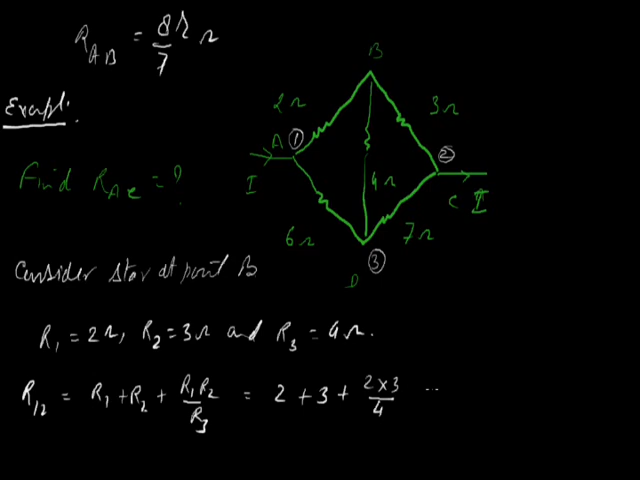 R_AB = 8R/7 Ω
Exampl:
Find R_AC = ?
B
2Ω
3Ω
A
①
②
I
4Ω
C I
6Ω
7Ω
③
D
Consider star at point B
R₁ = 2Ω, R₂ = 3Ω and R₃ = 4Ω.
R₁₂ = R₁ + R₂ + R₁R₂/R₃ = 2 + 3 + 2×3/4 ...